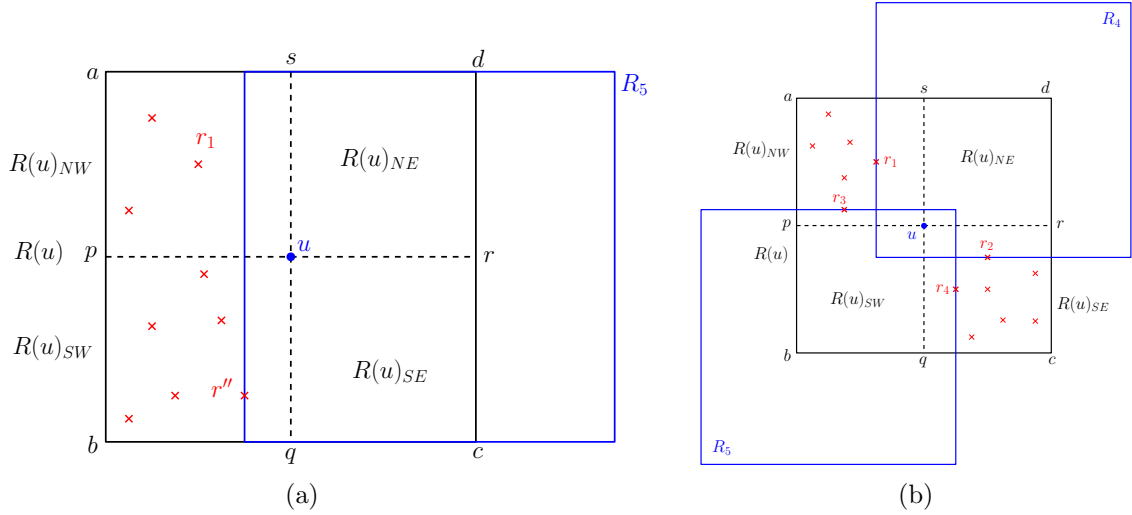 s
d
a
R₅
r₁
R(u)_{NW}
R(u)_{NE}
R(u)
p
u
r
R(u)_{SW}
r″
R(u)_{SE}
b
q
c
(a)
R₄
s
d
a
R(u)_{NW}
r₁
R(u)_{NE}
r₃
p
u
r
r₂
R(u)
r₄
R(u)_{SW}
R(u)_{SE}
b
q
c
R₅
(b)